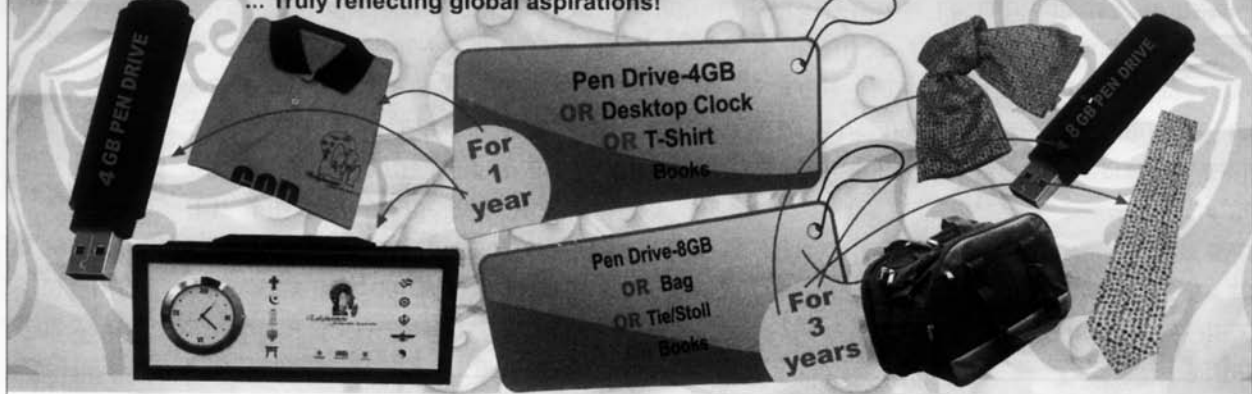 ... Truly reflecting global aspirations!
4 GB PEN DRIVE
GOD
Pen Drive-4GB
OR Desktop Clock
OR T-Shirt
Books
For
1
year
Pen Drive-8GB
OR Bag
OR Tie/Stoll
Books
For
3
years
8 GB PEN DRIVE